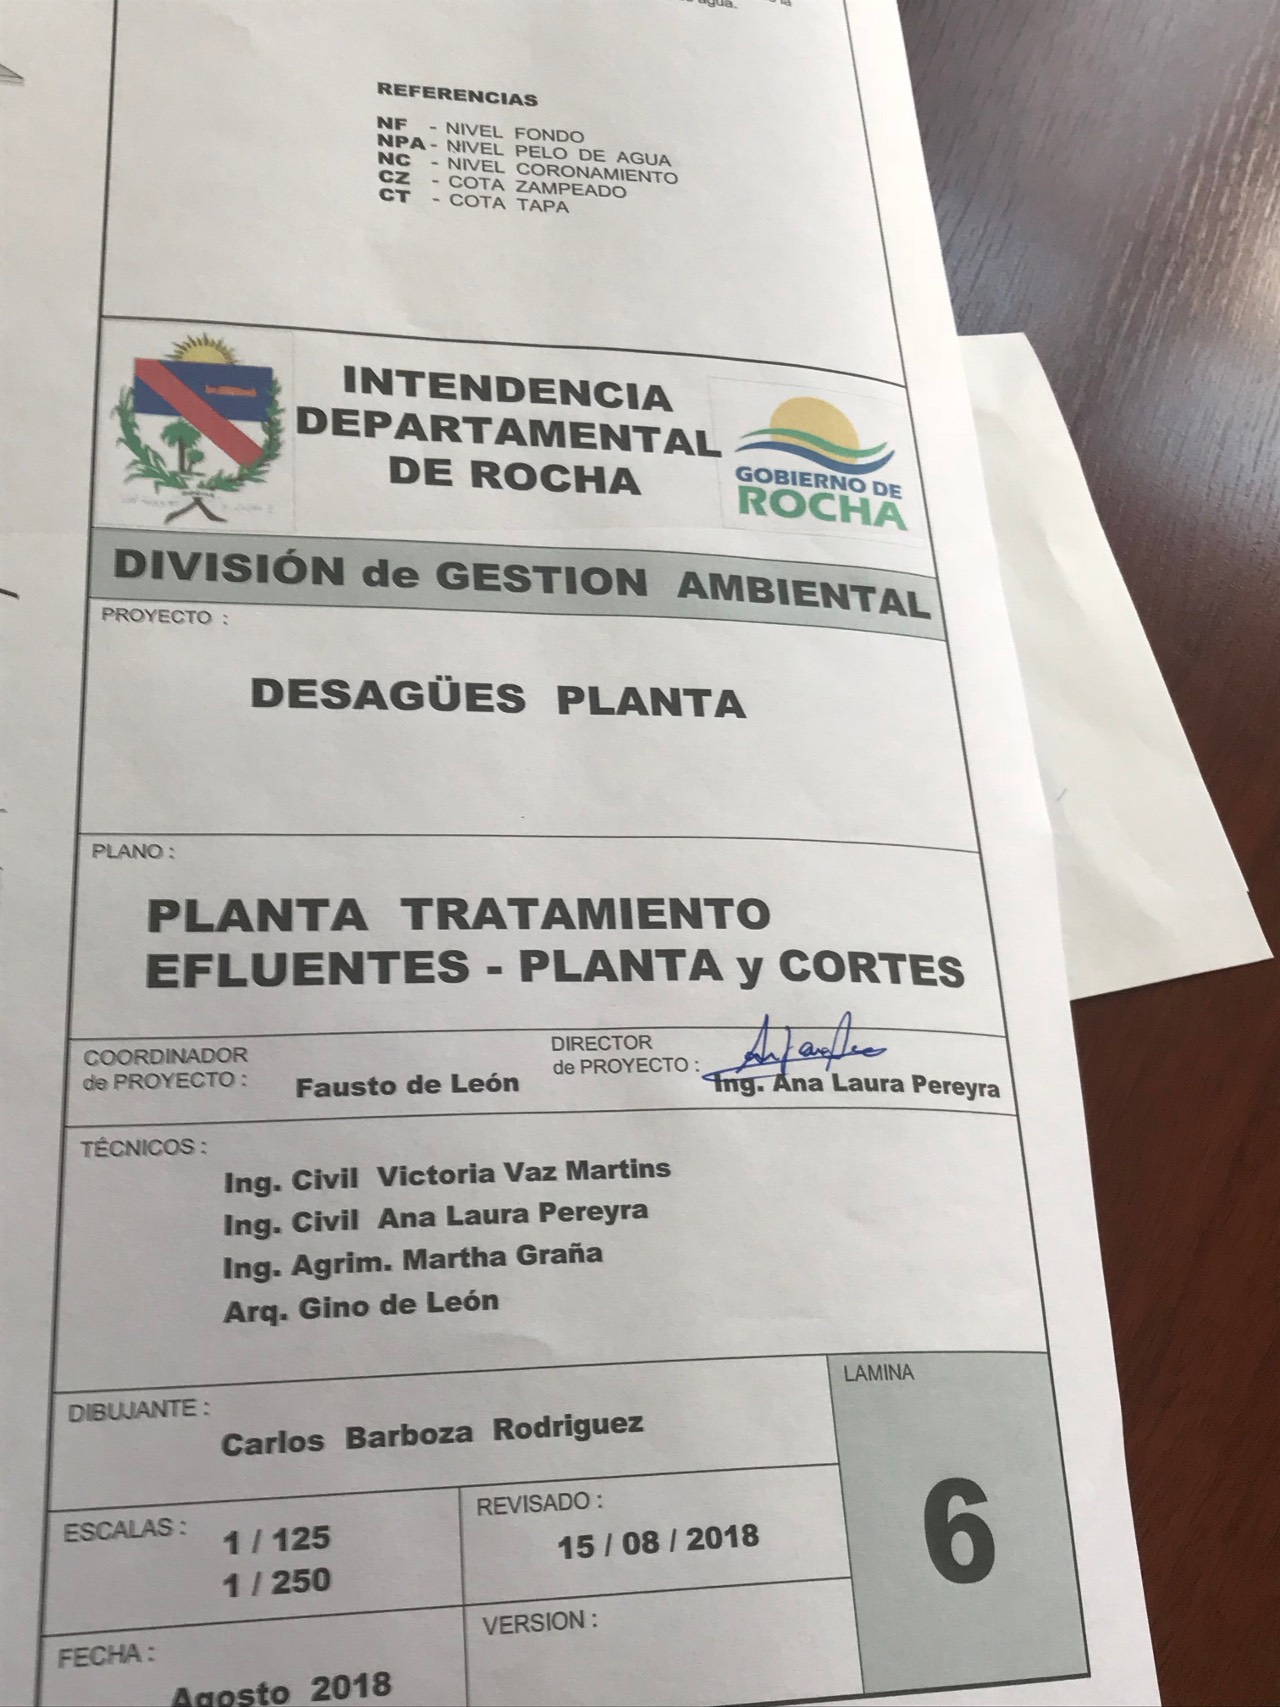 agua.
la
REFERENCIAS
NF - NIVEL FONDO
NPA - NIVEL PELO DE AGUA
NC - NIVEL CORONAMIENTO
CZ - COTA ZAMPEADO
CT - COTA TAPA
INTENDENCIA
DEPARTAMENTAL
DE ROCHA
GOBIERNO DE
ROCHA
DIVISIÓN de GESTION AMBIENTAL
PROYECTO :
DESAGÜES PLANTA
PLANO :
PLANTA TRATAMIENTO
EFLUENTES - PLANTA y CORTES
COORDINADOR
de PROYECTO : Fausto de León
DIRECTOR
de PROYECTO : Ing. Ana Laura Pereyra
TÉCNICOS :
Ing. Civil Victoria Vaz Martins
Ing. Civil Ana Laura Pereyra
Ing. Agrim. Martha Graña
Arq. Gino de León
DIBUJANTE :
Carlos Barboza Rodriguez
LAMINA
6
ESCALAS : 1 / 125
1 / 250
REVISADO :
15 / 08 / 2018
FECHA :
Agosto 2018
VERSION :